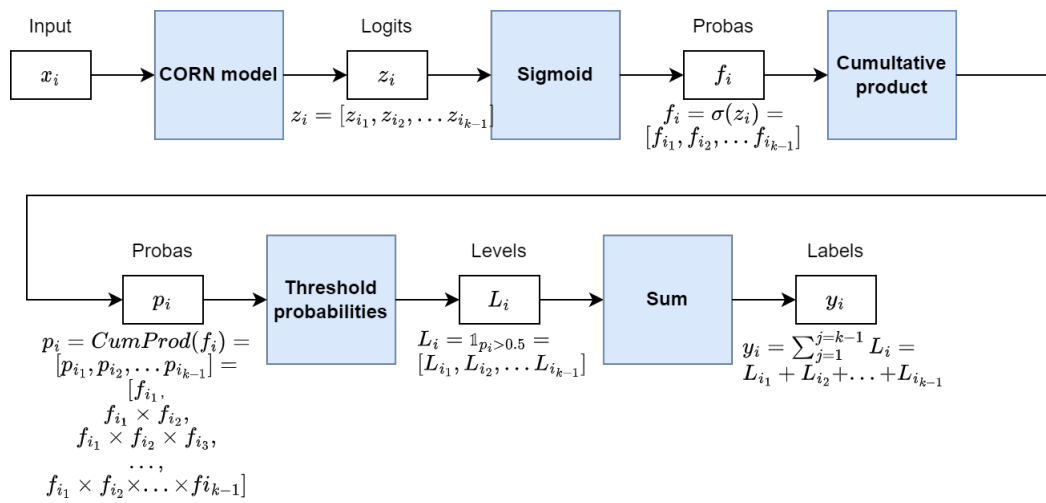 Input
Logits
Probas
x_i
CORN model
z_i
Sigmoid
f_i
Cumultative
product
z_i = [z_{i_1}, z_{i_2}, … z_{i_{k-1}}]
f_i = σ(z_i) =
[f_{i_1}, f_{i_2}, … f_{i_{k-1}}]
Probas
Levels
Labels
p_i
Threshold
probabilities
L_i
Sum
y_i
p_i = CumProd(f_i) =
[p_{i_1}, p_{i_2}, … p_{i_{k-1}}] =
[f_{i_1},
f_{i_1} × f_{i_2},
f_{i_1} × f_{i_2} × f_{i_3},
…,
f_{i_1} × f_{i_2} × … × fi_{k-1}]
L_i = 𝟙_{p_i>0.5} =
[L_{i_1}, L_{i_2}, … L_{i_{k-1}}]
y_i = ∑_{j=1}^{j=k-1} L_i =
L_{i_1} + L_{i_2} + … + L_{i_{k-1}}